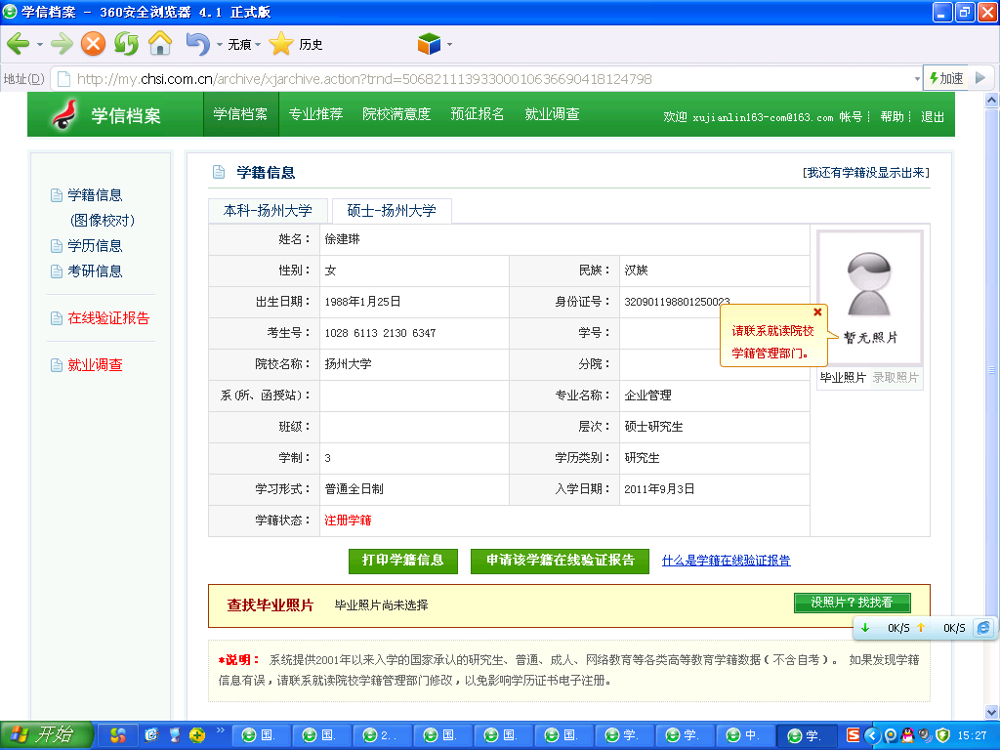 学信档案 - 360安全浏览器 4.1 正式版
无痕 历史
地址(D) http://my.chsi.com.cn/archive/xjarchive.action?trnd=50682111393300010636690418124798 加速
学信档案 学信档案 专业推荐 院校满意度 预征报名 就业调查 欢迎 xujianlin163-com@163.com 帐号 帮助 退出
学籍信息
(图像校对)
学历信息
考研信息
在线验证报告
就业调查
学籍信息 [我还有学籍没显示出来]
本科-扬州大学 硕士-扬州大学
姓名： 徐建琳
性别： 女 民族： 汉族
出生日期： 1988年1月25日 身份证号： 320901198801250023
考生号： 1028 6113 2130 6347 学号：
院校名称： 扬州大学 分院：
系(所、函授站)： 专业名称： 企业管理
班级： 层次： 硕士研究生
学制： 3 学历类别： 研究生
学习形式： 普通全日制 入学日期： 2011年9月3日
学籍状态： 注册学籍
请联系就读院校
学籍管理部门。
暂无照片
毕业照片 录取照片
打印学籍信息 申请该学籍在线验证报告 什么是学籍在线验证报告
查找毕业照片 毕业照片尚未选择 没照片？找找看
0K/S 0K/S
*说明： 系统提供2001年以来入学的国家承认的研究生、普通、成人、网络教育等各类高等教育学籍数据（不含自考）。 如果发现学籍
信息有误，请联系就读院校学籍管理部门修改，以免影响学历证书电子注册。
开始 国. 国. 2.. 国. 国. 国. 学. 学. 中. 学 15:27